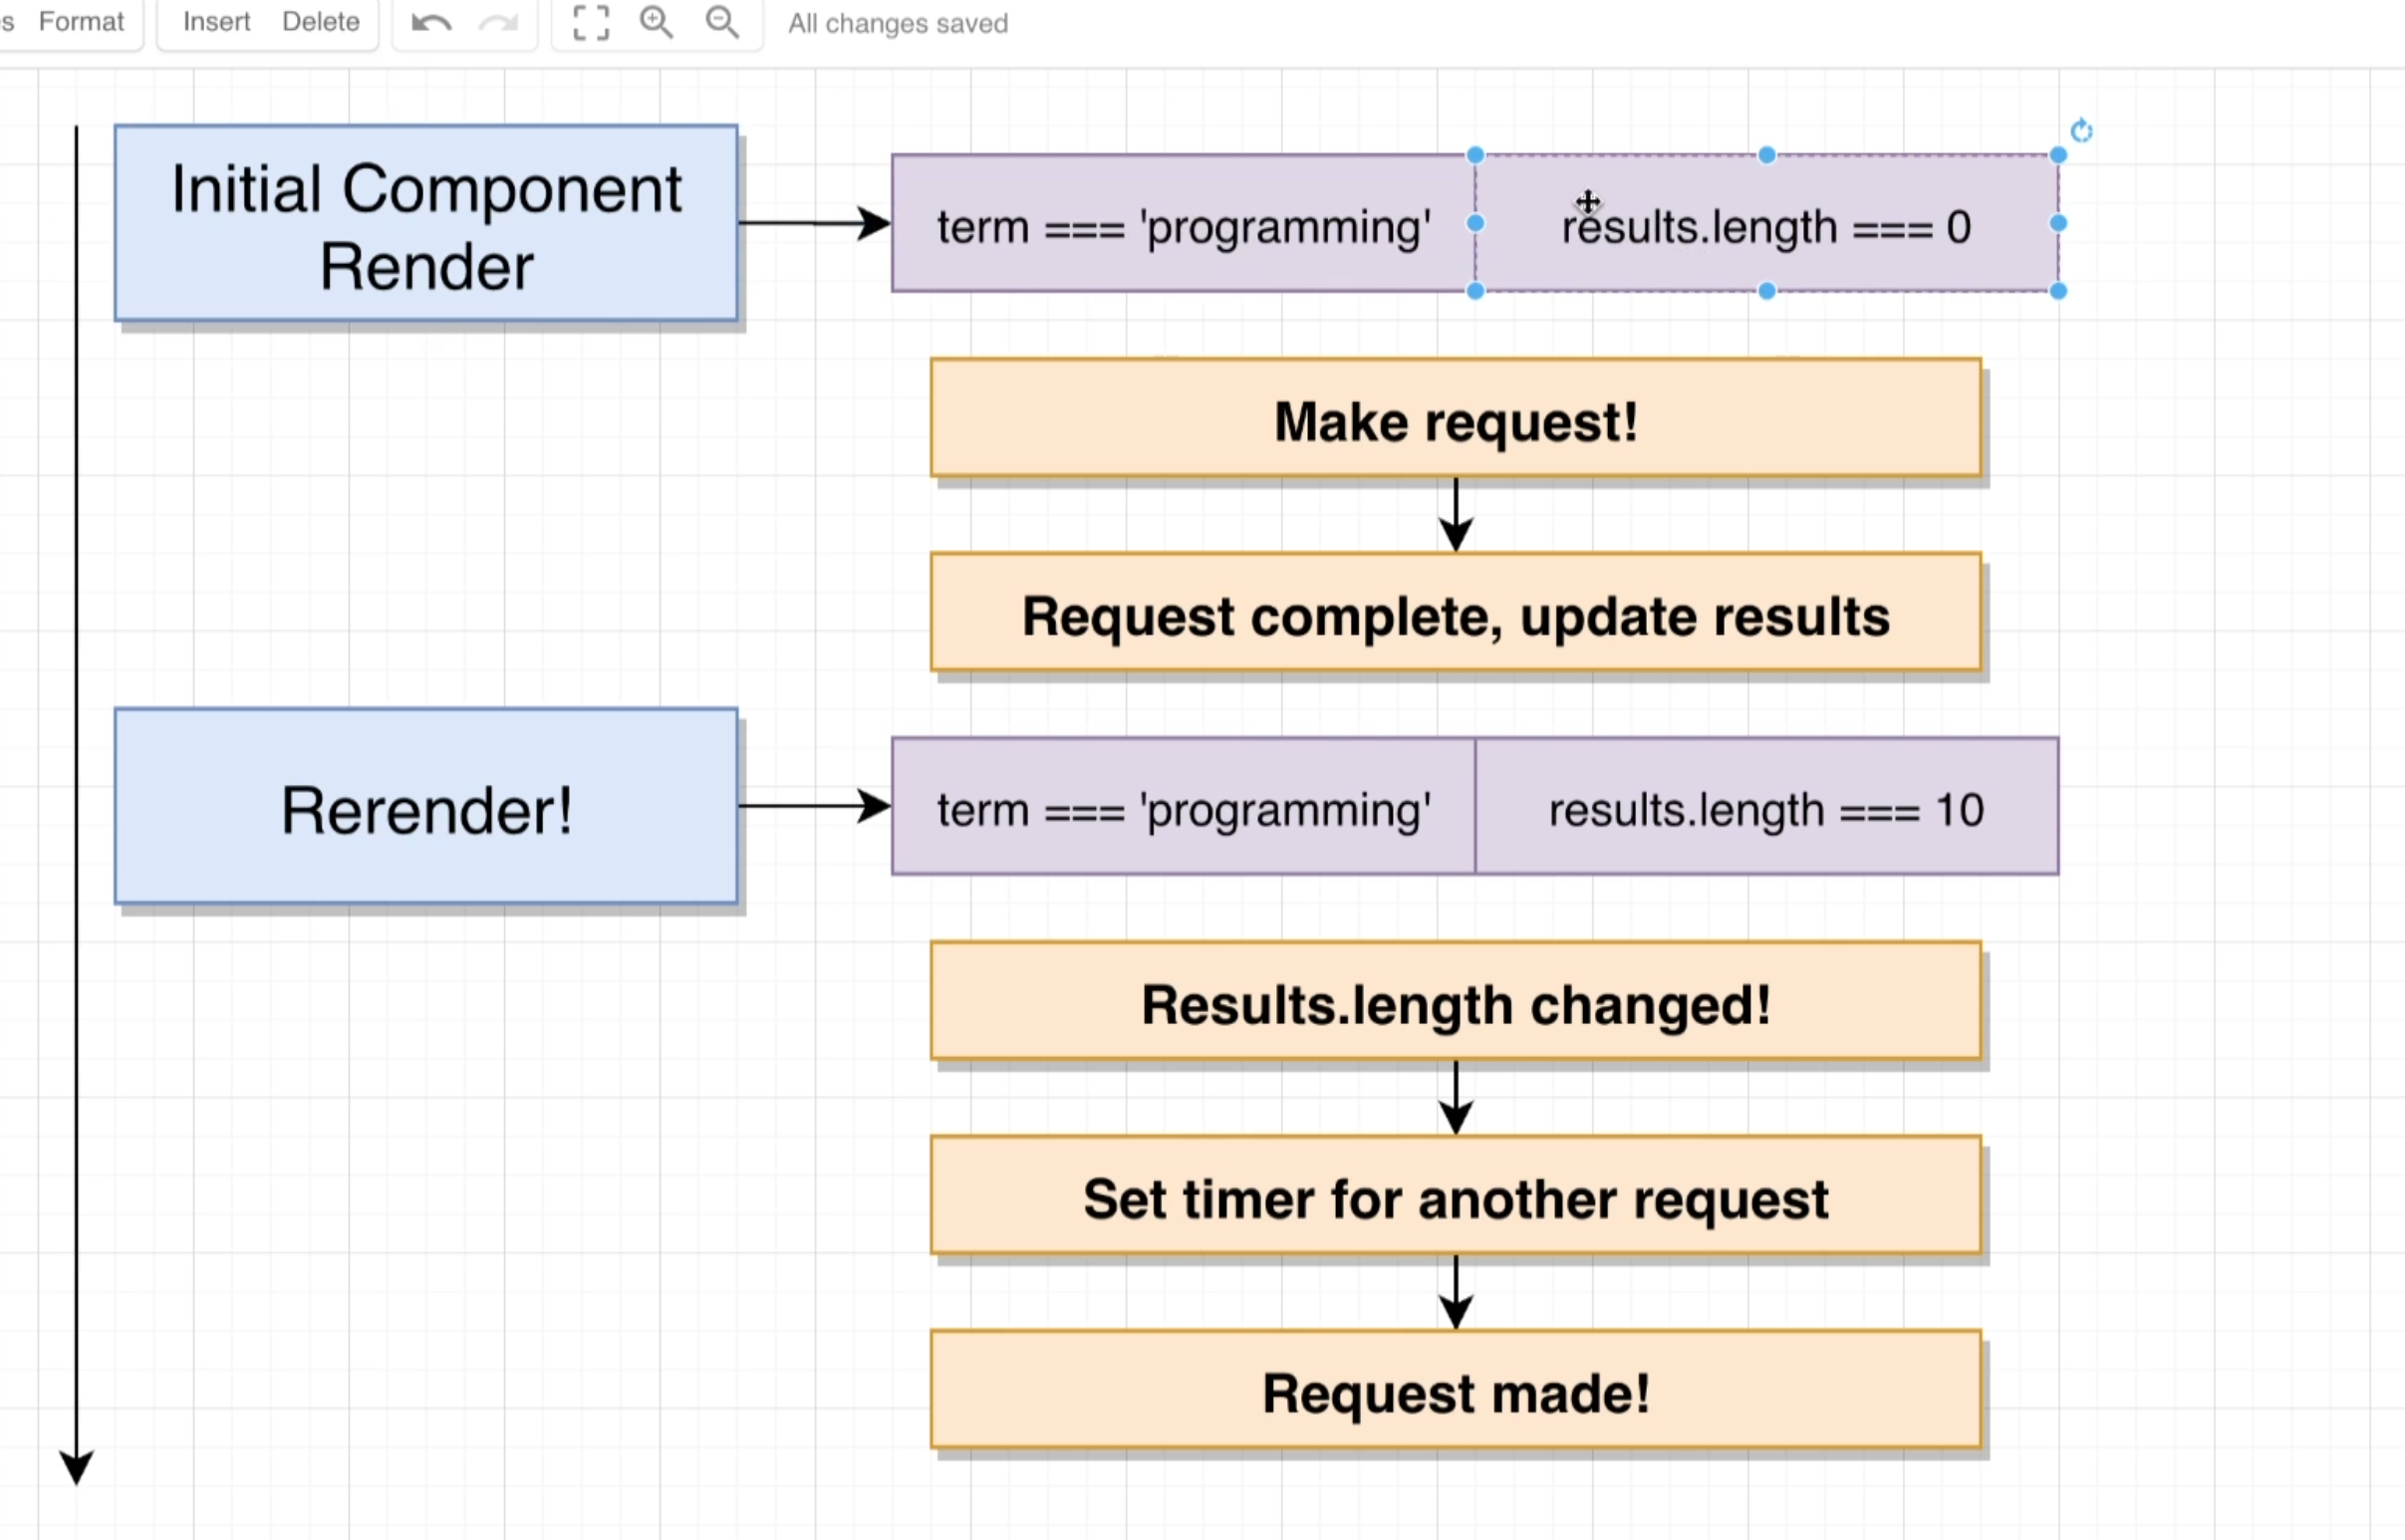 s Format Insert Delete All changes saved
Initial Component
Render
term === 'programming' results.length === 0
Make request!
Request complete, update results
Rerender!
term === 'programming' results.length === 10
Results.length changed!
Set timer for another request
Request made!